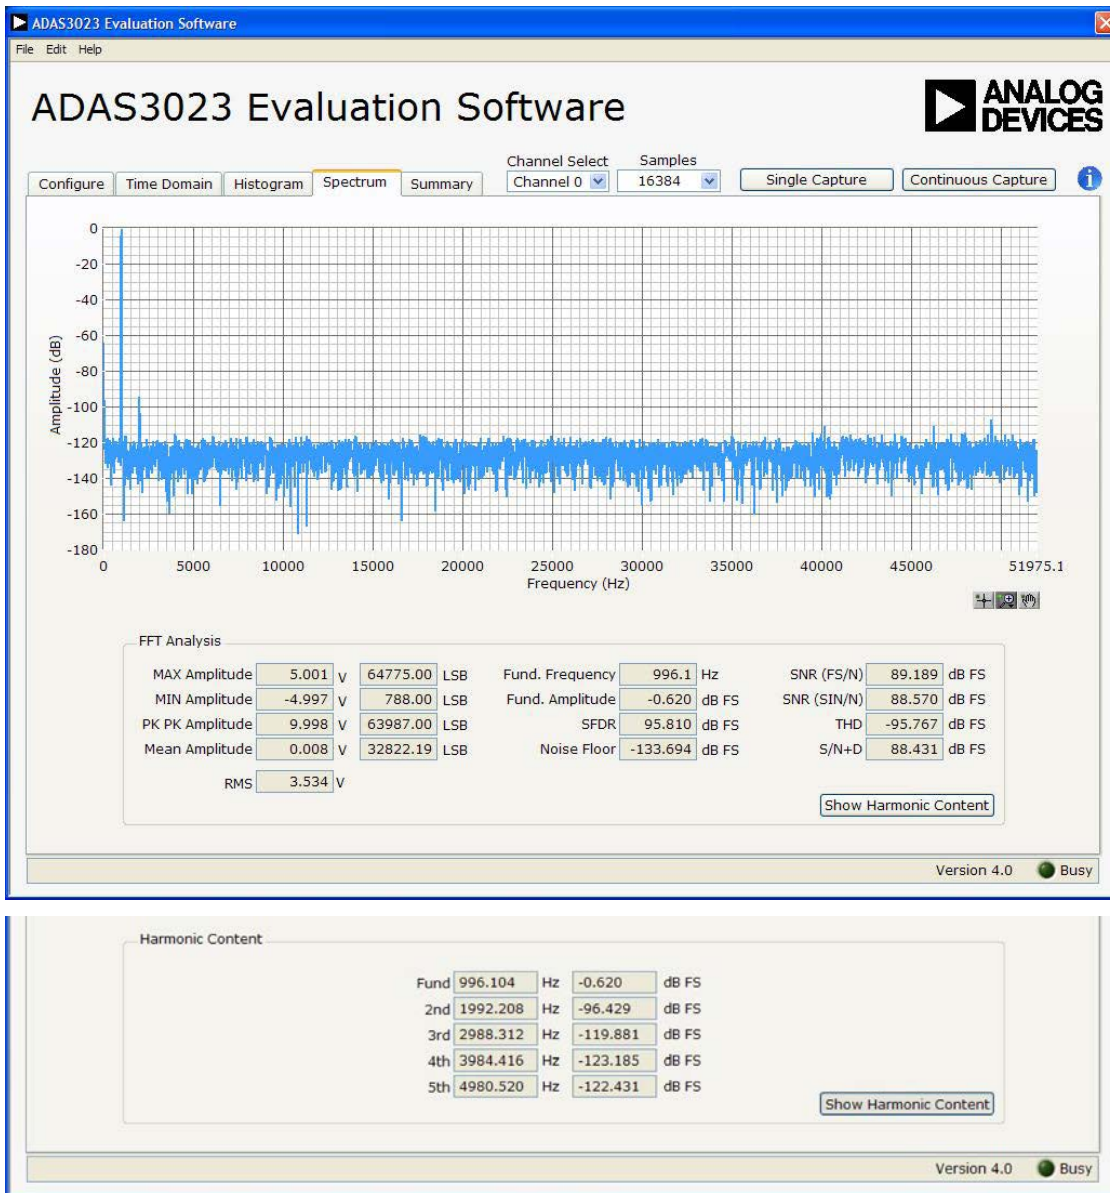 ADAS3023 Evaluation Software
File Edit Help
ADAS3023 Evaluation Software
ANALOG
DEVICES
Channel Select Samples
Configure Time Domain Histogram Spectrum Summary Channel 0 16384 Single Capture Continuous Capture i
0
-20
-40
-60
-80
-100
-120
-140
-160
-180
Amplitude (dB)
0 5000 10000 15000 20000 25000 30000 35000 40000 45000 51975.1
Frequency (Hz)
FFT Analysis
MAX Amplitude 5.001 V 64775.00 LSB Fund. Frequency 996.1 Hz SNR (FS/N) 89.189 dB FS
MIN Amplitude -4.997 V 788.00 LSB Fund. Amplitude -0.620 dB FS SNR (SIN/N) 88.570 dB FS
PK PK Amplitude 9.998 V 63987.00 LSB SFDR 95.810 dB FS THD -95.767 dB FS
Mean Amplitude 0.008 V 32822.19 LSB Noise Floor -133.694 dB FS S/N+D 88.431 dB FS
RMS 3.534 V
Show Harmonic Content
Version 4.0 Busy
Harmonic Content
Fund 996.104 Hz -0.620 dB FS
2nd 1992.208 Hz -96.429 dB FS
3rd 2988.312 Hz -119.881 dB FS
4th 3984.416 Hz -123.185 dB FS
5th 4980.520 Hz -122.431 dB FS
Show Harmonic Content
Version 4.0 Busy